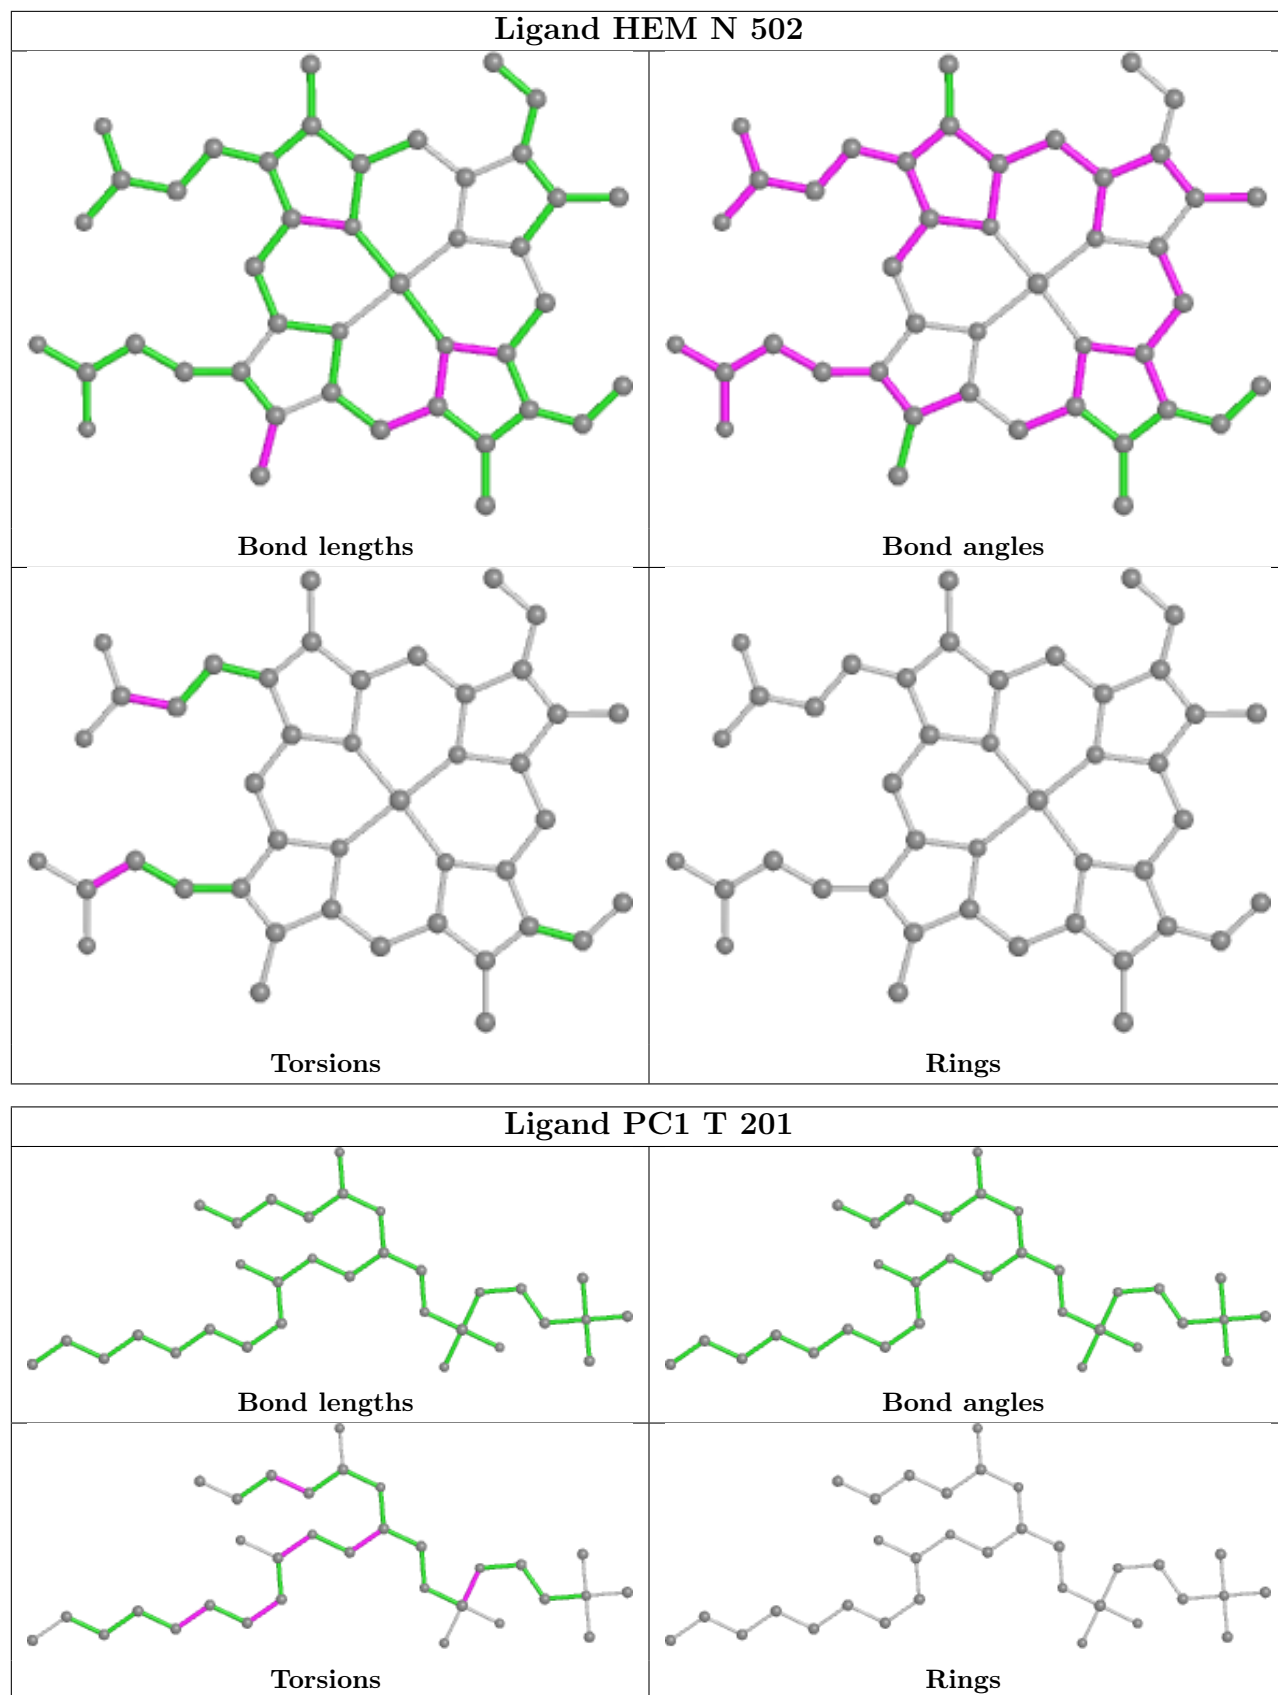 Ligand HEM N 502
Bond lengths
Bond angles
Torsions
Rings
Ligand PC1 T 201
Bond lengths
Bond angles
Torsions
Rings